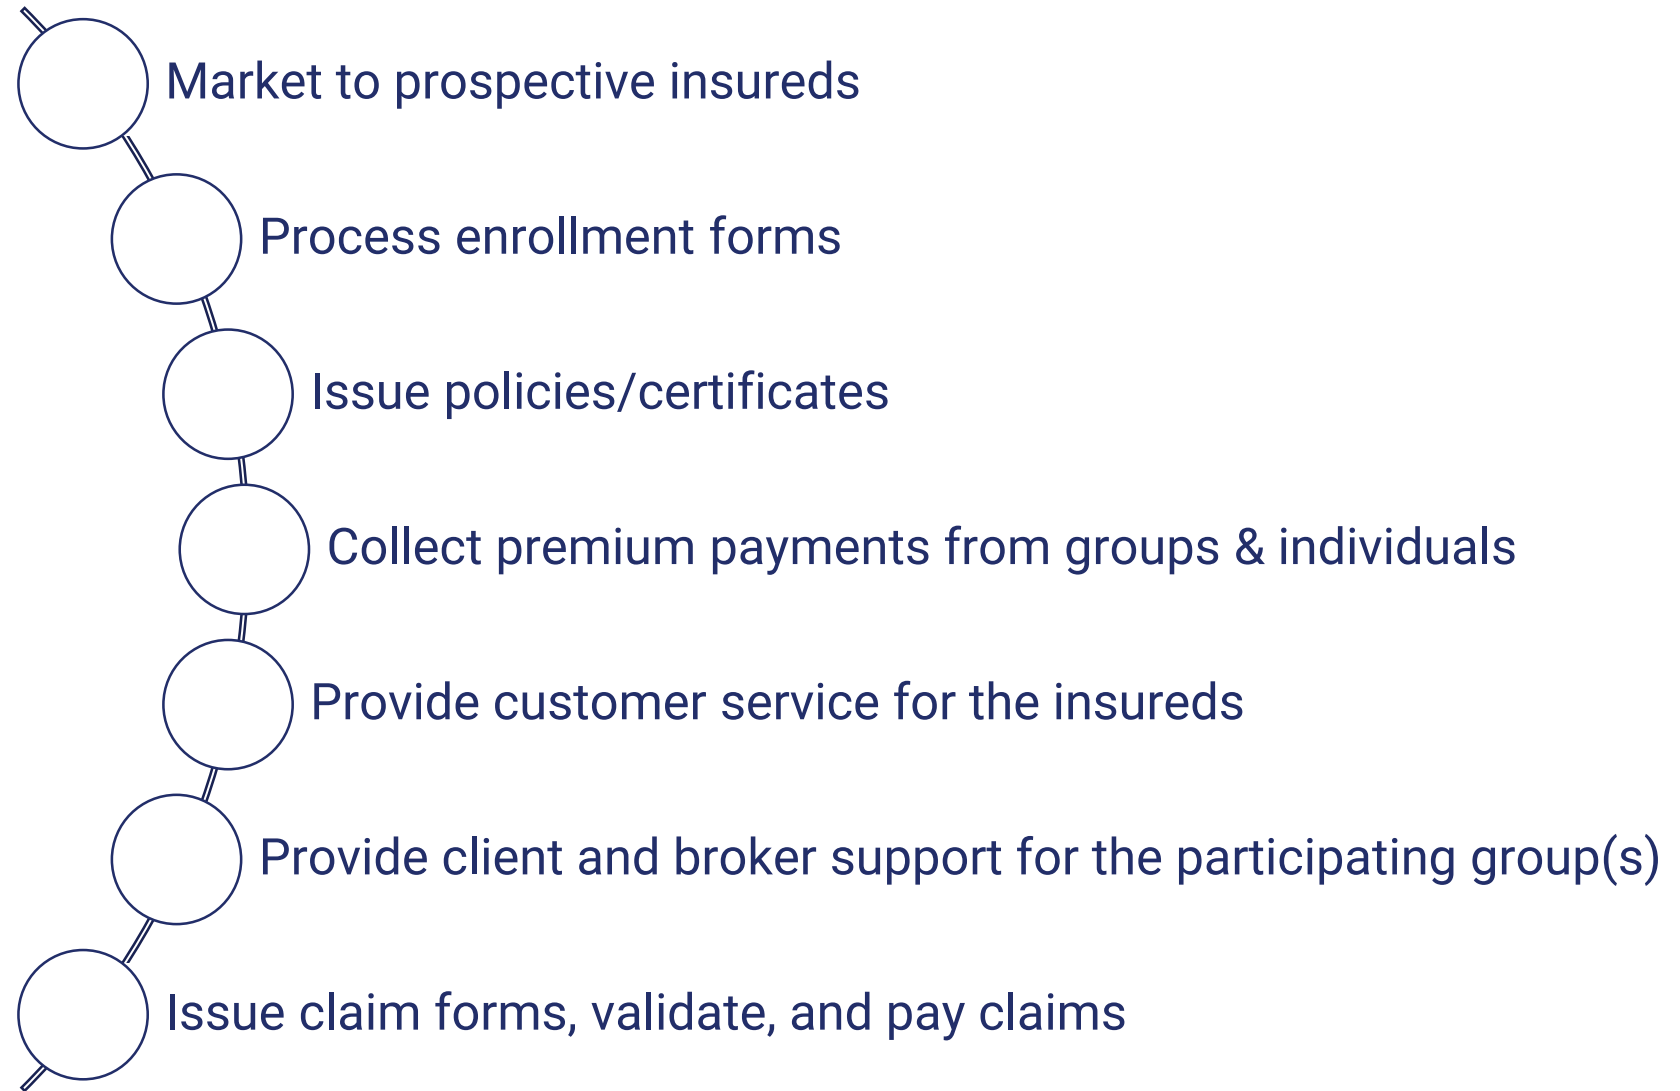 Market to prospective insureds
Process enrollment forms
Issue policies/certificates
Collect premium payments from groups & individuals
Provide customer service for the insureds
Provide client and broker support for the participating group(s)
Issue claim forms, validate, and pay claims